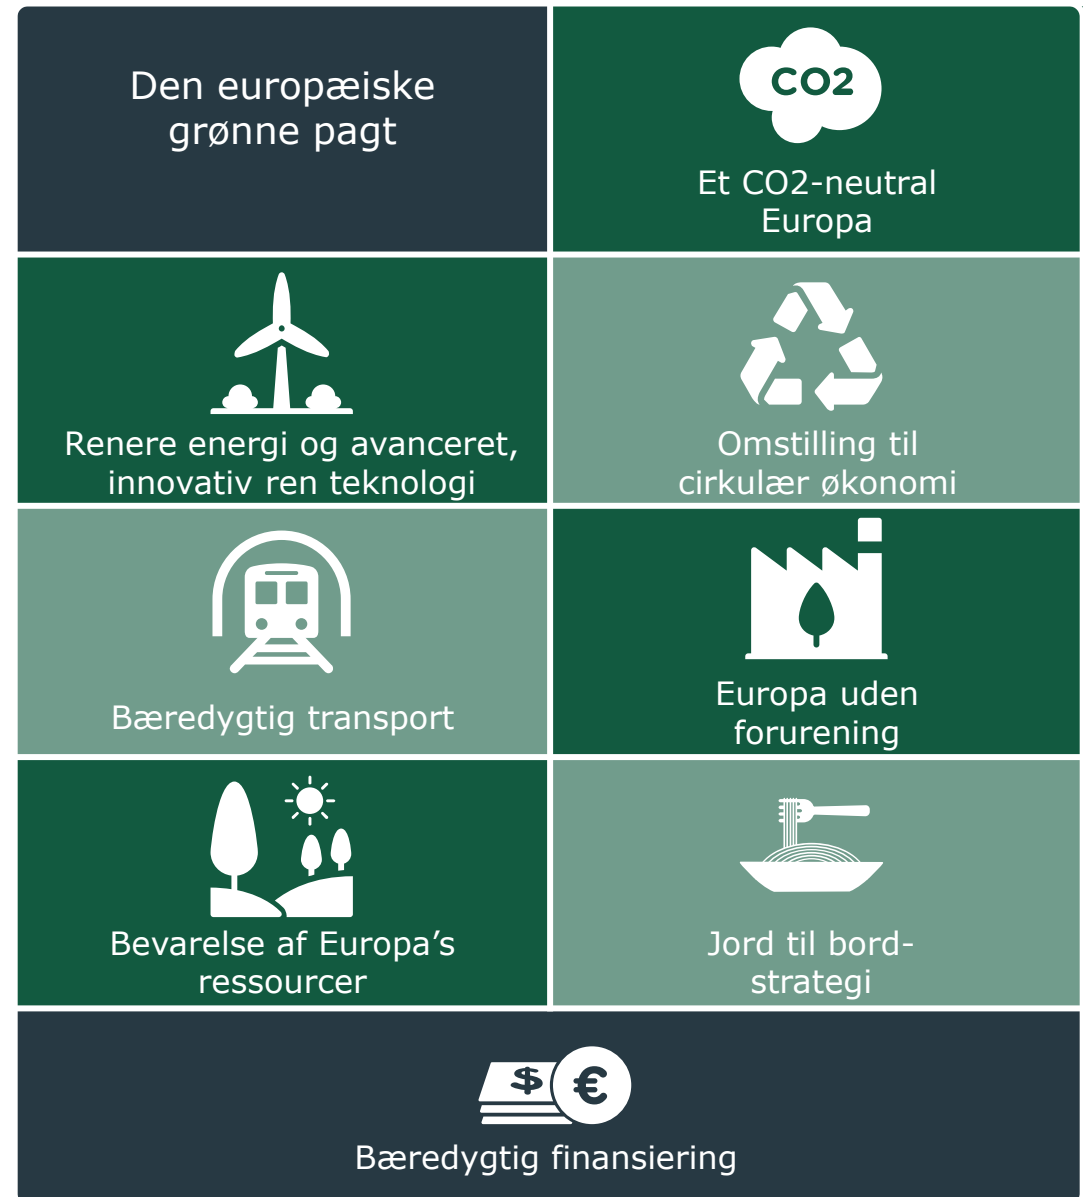 Den europæiske
grønne pagt
CO2
Et CO2-neutral
Europa
Renere energi og avanceret,
innovativ ren teknologi
Omstilling til
cirkulær økonomi
Bæredygtig transport
Europa uden
forurening
Bevarelse af Europa’s
ressourcer
Jord til bord-
strategi
$ €
Bæredygtig finansiering